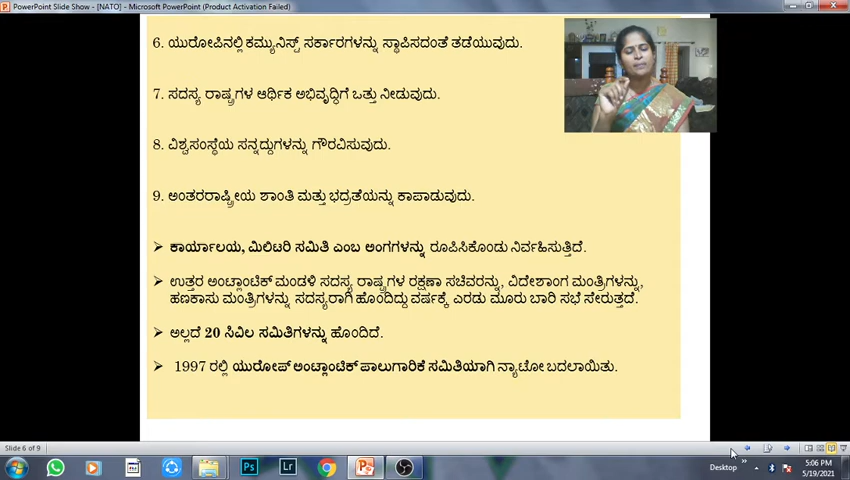 PowerPoint Slide Show - [NATO] - Microsoft PowerPoint (Product Activation Failed)
6. ಯುರೋಪಿನಲ್ಲಿ ಕಮ್ಯುನಿಸ್ಟ್ ಸರ್ಕಾರಗಳನ್ನು ಸ್ಥಾಪಿಸದಂತೆ ತಡೆಯುವುದು.
7. ಸದಸ್ಯ ರಾಷ್ಟ್ರಗಳ ಆರ್ಥಿಕ ಅಭಿವೃದ್ಧಿಗೆ ಒತ್ತು ನೀಡುವುದು.
8. ವಿಶ್ವಸಂಸ್ಥೆಯ ಸನ್ನದ್ದುಗಳನ್ನು ಗೌರವಿಸುವುದು.
9. ಅಂತರರಾಷ್ಟ್ರೀಯ ಶಾಂತಿ ಮತ್ತು ಭದ್ರತೆಯನ್ನು ಕಾಪಾಡುವುದು.
➢ ಕಾರ್ಯಾಲಯ, ಮಿಲಿಟರಿ ಸಮಿತಿ ಎಂಬ ಅಂಗಗಳನ್ನು ರೂಪಿಸಿಕೊಂಡು ನಿರ್ವಹಿಸುತ್ತಿದೆ.
➢ ಉತ್ತರ ಅಂಟ್ಲಾಂಟಿಕ್ ಮಂಡಳಿ ಸದಸ್ಯ ರಾಷ್ಟ್ರಗಳ ರಕ್ಷಣಾ ಸಚಿವರನ್ನು, ವಿದೇಶಾಂಗ ಮಂತ್ರಿಗಳನ್ನು,
ಹಣಕಾಸು ಮಂತ್ರಿಗಳನ್ನು ಸದಸ್ಯರಾಗಿ ಹೊಂದಿದ್ದು ವರ್ಷಕ್ಕೆ ಎರಡು ಮೂರು ಬಾರಿ ಸಭೆ ಸೇರುತ್ತದೆ.
➢ ಅಲ್ಲದೆ 20 ಸಿವಿಲ ಸಮಿತಿಗಳನ್ನು ಹೊಂದಿದೆ.
➢ 1997 ರಲ್ಲಿ ಯುರೋಪ್ ಅಂಟ್ಲಾಂಟಿಕ್ ಪಾಲುಗಾರಿಕೆ ಸಮಿತಿಯಾಗಿ ನ್ಯಾಟೋ ಬದಲಾಯಿತು.
Slide 6 of 9
Ps
Lr
Desktop
5:06 PM
5/19/2021